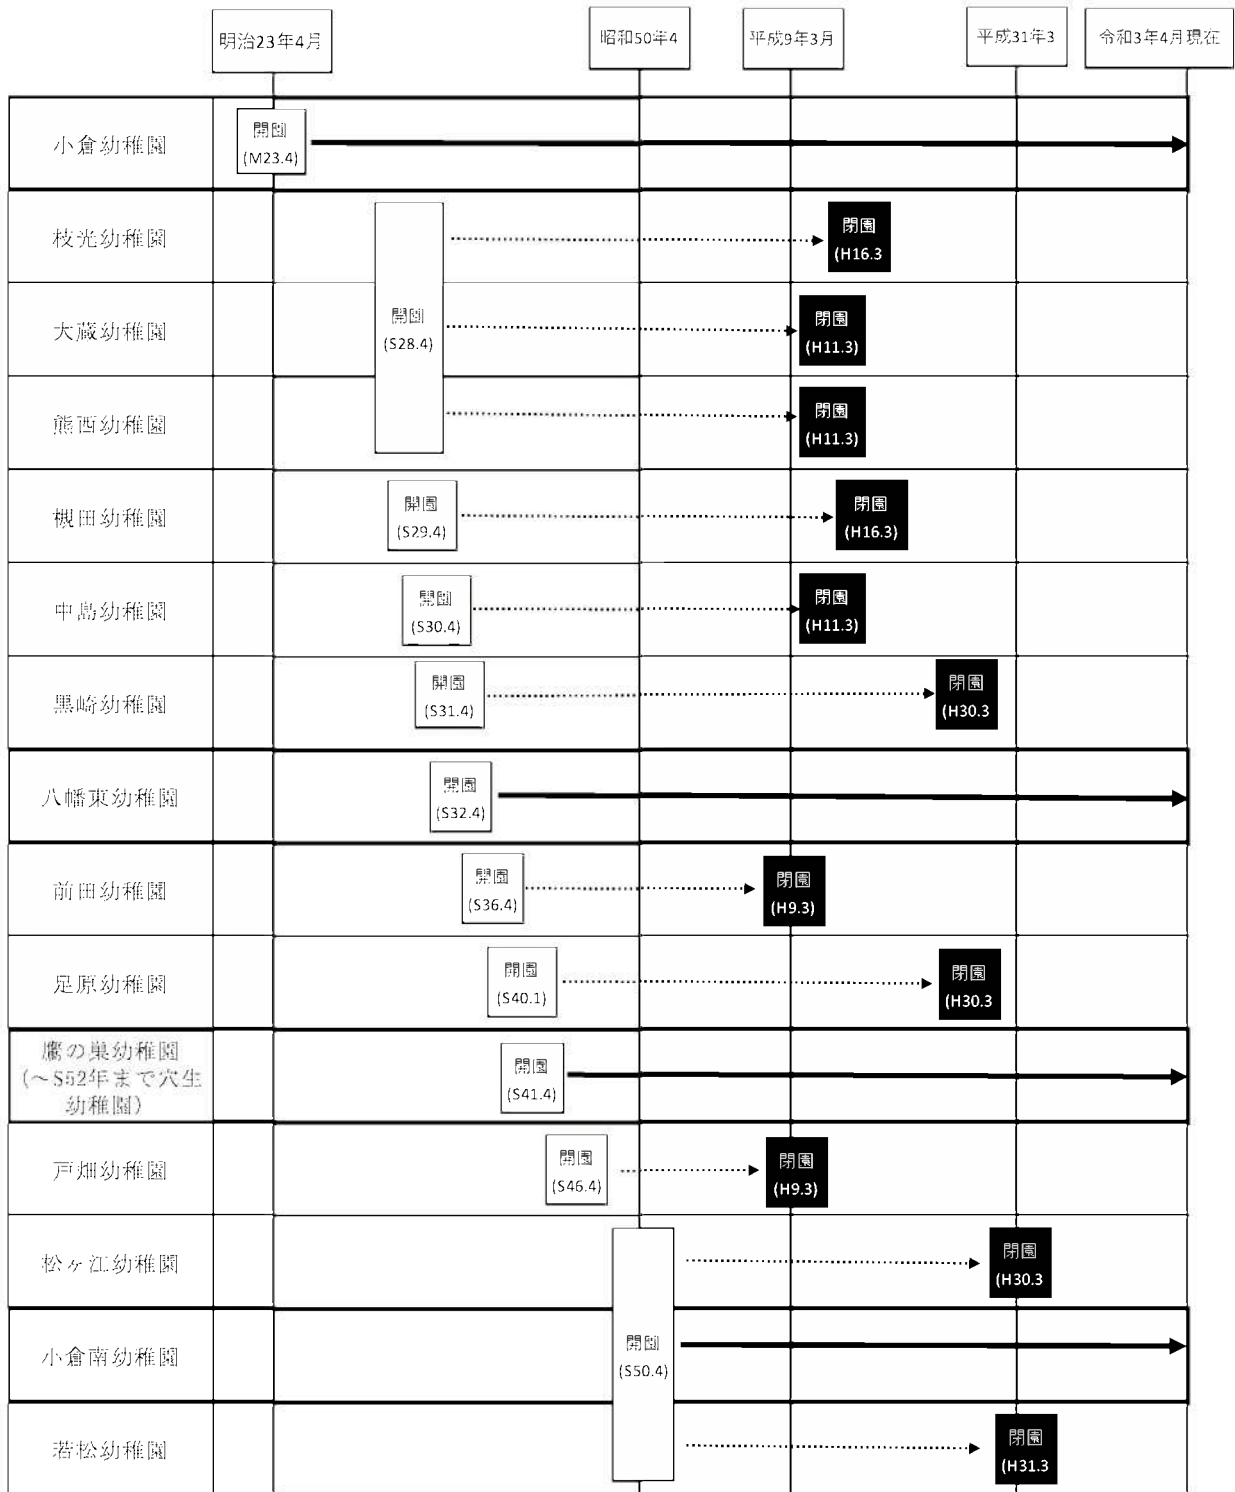 明治23年4月
昭和50年4
平成9年3月
平成31年3
令和3年4月現在
小倉幼稚園
開園
(M23.4)
枝光幼稚園
閉園
(H16.3
大蔵幼稚園
開園
(S28.4)
閉園
(H11.3)
熊西幼稚園
閉園
(H11.3)
槻田幼稚園
開園
(S29.4)
閉園
(H16.3)
中島幼稚園
開園
(S30.4)
閉園
(H11.3)
黒崎幼稚園
開園
(S31.4)
閉園
(H30.3
八幡東幼稚園
開園
(S32.4)
前田幼稚園
開園
(S36.4)
閉園
(H9.3)
足原幼稚園
開園
(S40.1)
閉園
(H30.3
鷹の巣幼稚園
(～S52年まで穴生
幼稚園)
開園
(S41.4)
戸畑幼稚園
開園
(S46.4)
閉園
(H9.3)
松ヶ江幼稚園
閉園
(H30.3
小倉南幼稚園
開園
(S50.4)
若松幼稚園
閉園
(H31.3